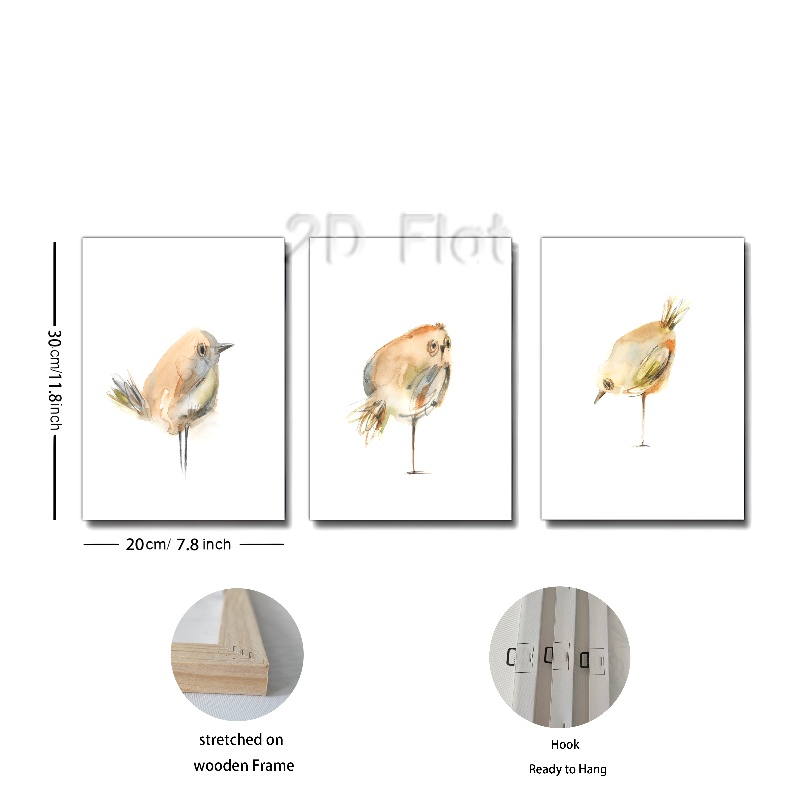 2D Flat
30cm/11.8inch
20cm/ 7.8 inch
stretched on
wooden Frame
Hook
Ready to Hang